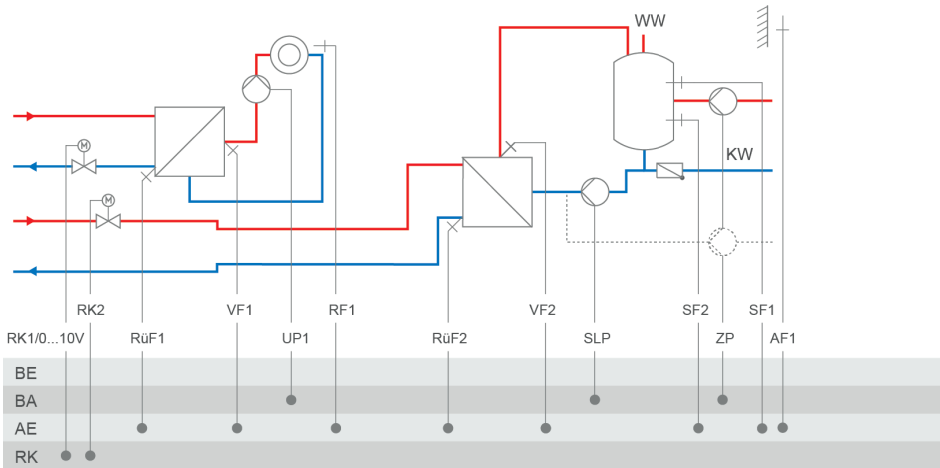 WW
M
KW
M
RK2 VF1 RF1 VF2 SF2 SF1
RK1/0...10V RüF1 UP1 RüF2 SLP ZP AF1
BE
BA
AE
RK